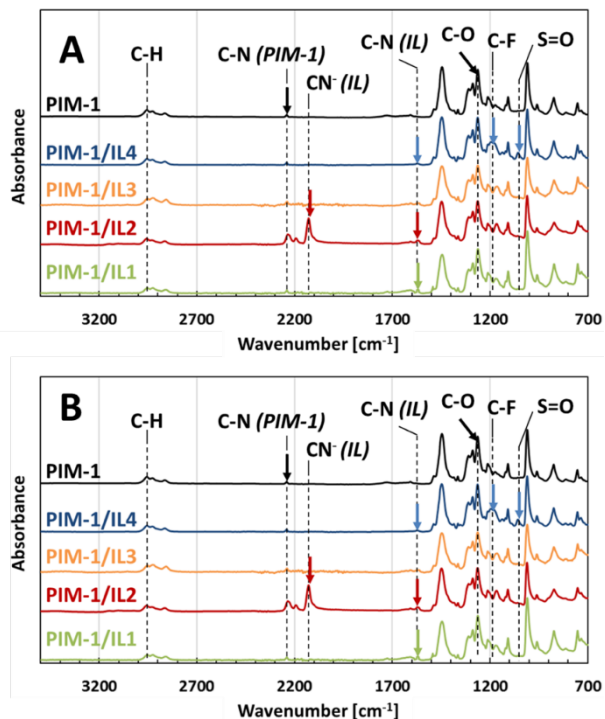 A
C-H
C-N (PIM-1)
CN⁻ (IL)
C-N (IL)
C-O
C-F
S=O
PIM-1
PIM-1/IL4
PIM-1/IL3
PIM-1/IL2
PIM-1/IL1
Absorbance
3200 2700 2200 1700 1200 700
Wavenumber [cm⁻¹]
B
C-H
C-N (PIM-1)
CN⁻ (IL)
C-N (IL)
C-O
C-F
S=O
PIM-1
PIM-1/IL4
PIM-1/IL3
PIM-1/IL2
PIM-1/IL1
Absorbance
3200 2700 2200 1700 1200 700
Wavenumber [cm⁻¹]